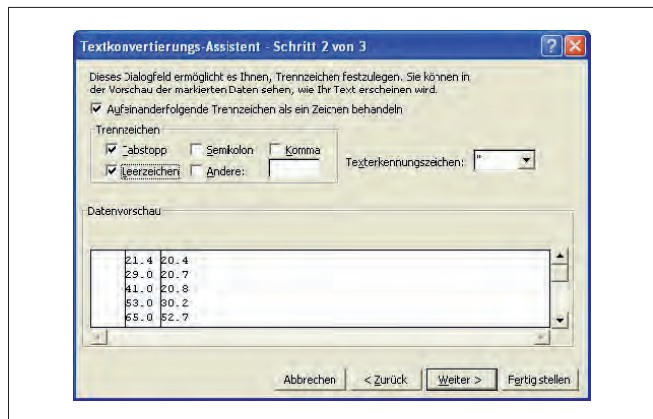 Textkonvertierungs-Assistent - Schritt 2 von 3
Dieses Dialogfeld ermöglicht es Ihnen, Trennzeichen festzulegen. Sie können in
der Vorschau der markierten Daten sehen, wie Ihr Text erscheinen wird.
Aufeinanderfolgende Trennzeichen als ein Zeichen behandeln
Trennzeichen
Tabstopp Semikolon Komma
Leerzeichen Andere:
Texterkennungszeichen: "
Datenvorschau
21.4 20.4
29.0 20.7
41.0 20.8
53.0 30.2
65.0 52.7
Abbrechen < Zurück Weiter > Fertig stellen